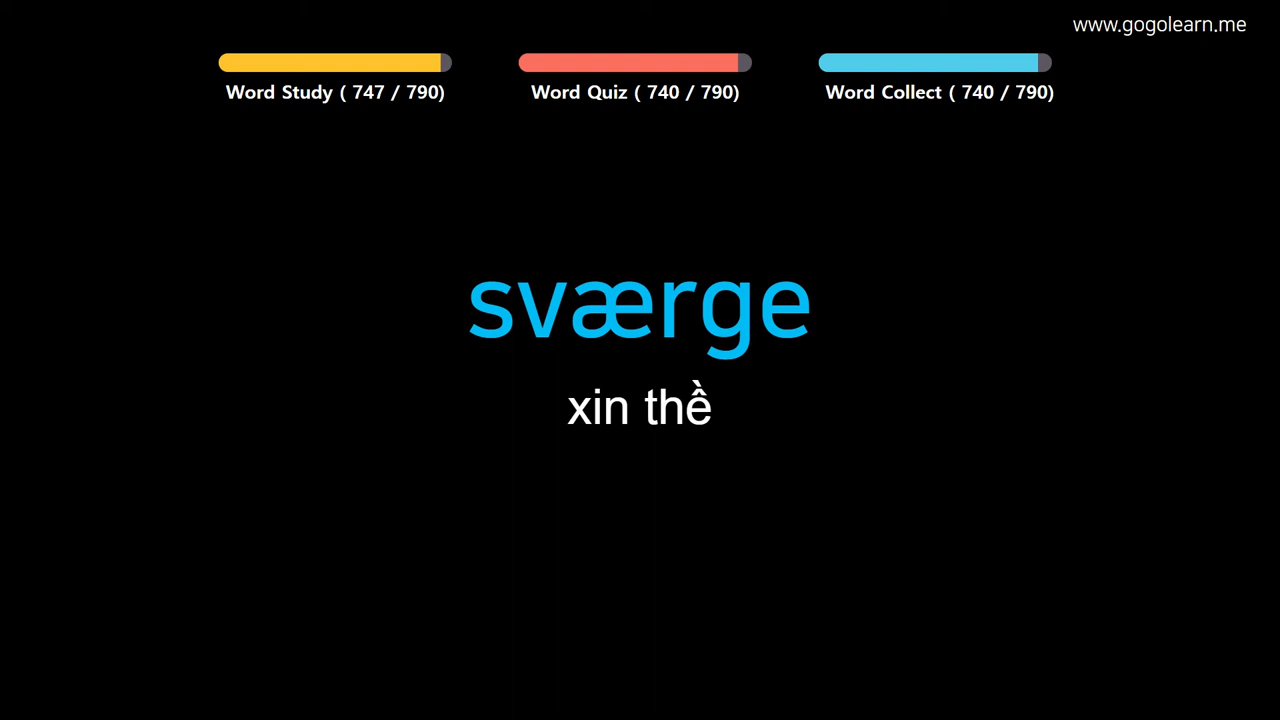 www.gogolearn.me
Word Study ( 747 / 790)
Word Quiz ( 740 / 790)
Word Collect ( 740 / 790)
sværge
xin thề